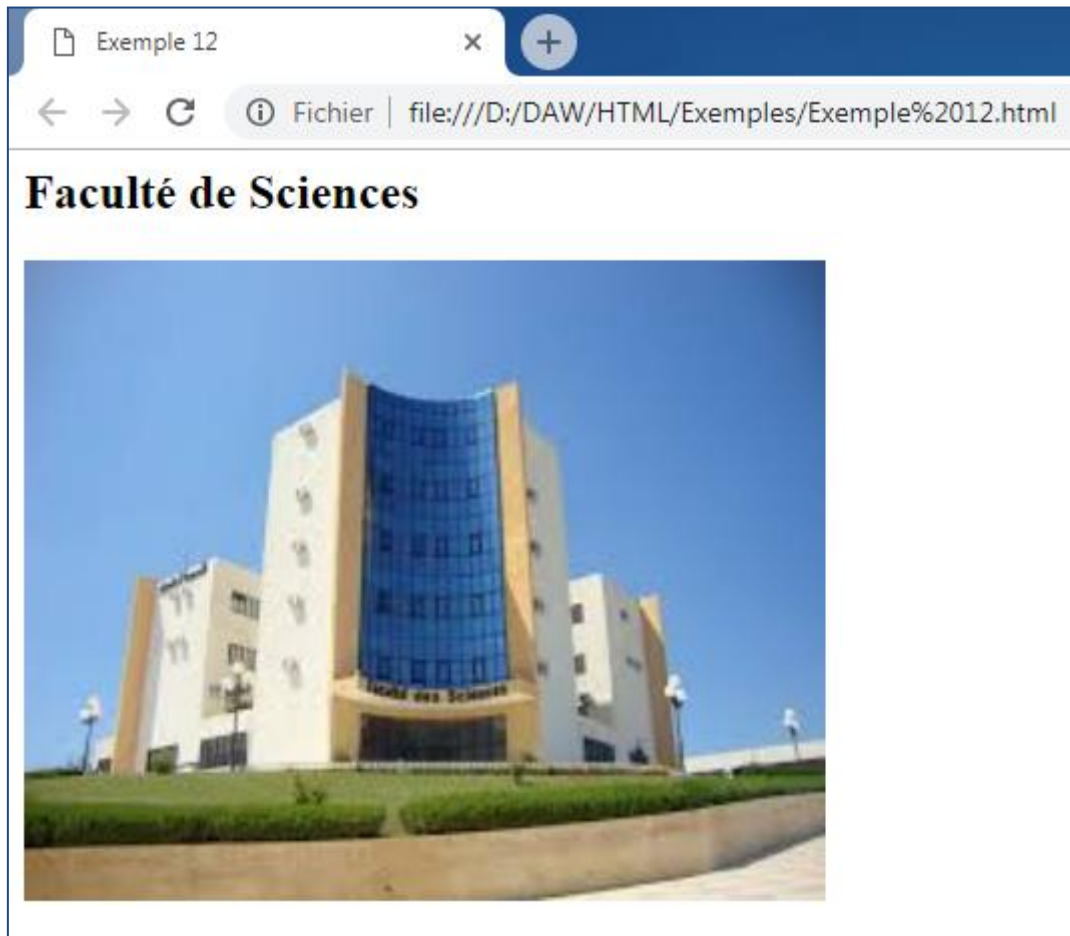 Exemple 12
Fichier | file:///D:/DAW/HTML/Exemples/Exemple%2012.html
Faculté de Sciences
Faculté des Sciences